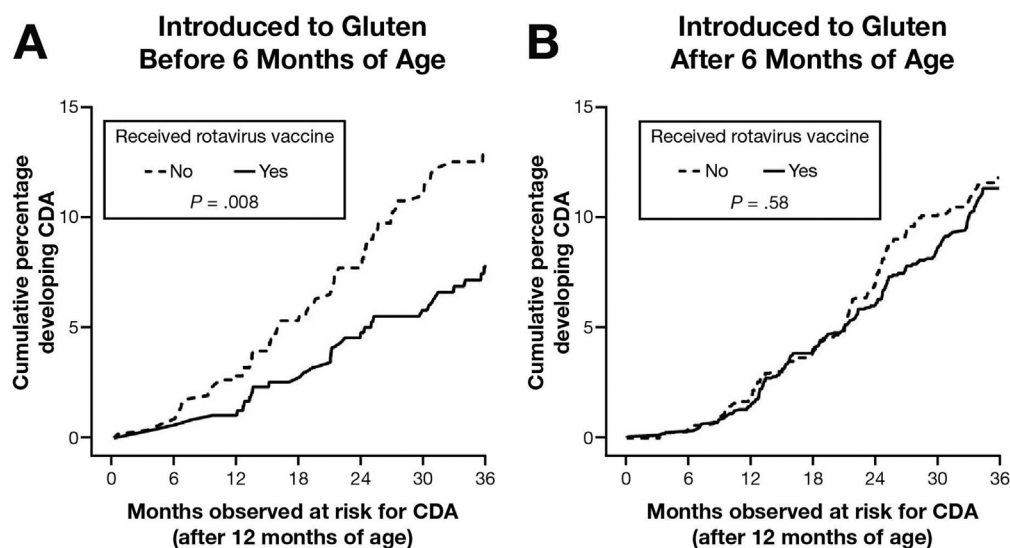 A
Introduced to Gluten
Before 6 Months of Age
Cumulative percentage
developing CDA
15
10
5
0
Received rotavirus vaccine
No Yes
P = .008
0 6 12 18 24 30 36
Months observed at risk for CDA
(after 12 months of age)
B
Introduced to Gluten
After 6 Months of Age
Cumulative percentage
developing CDA
15
10
5
0
Received rotavirus vaccine
No Yes
P = .58
0 6 12 18 24 30 36
Months observed at risk for CDA
(after 12 months of age)